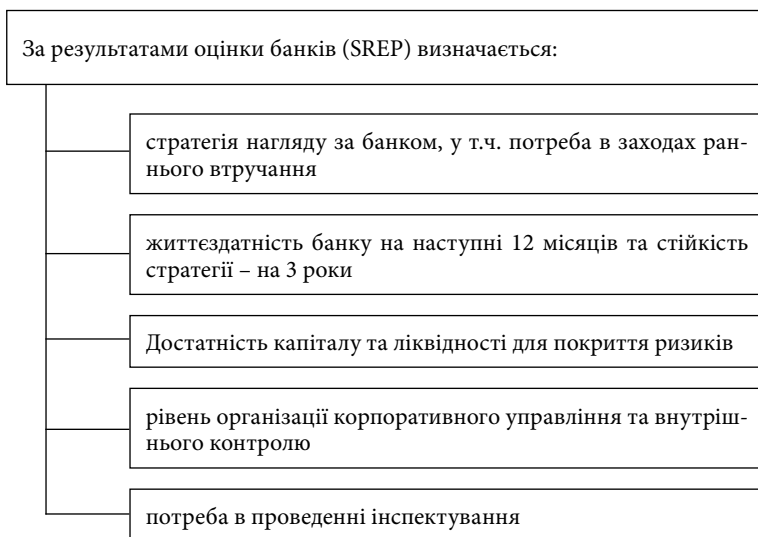 За результатами оцінки банків (SREP) визначається:
стратегія нагляду за банком, у т.ч. потреба в заходах ран-
нього втручання
життєздатність банку на наступні 12 місяців та стійкість
стратегії – на 3 роки
Достатність капіталу та ліквідності для покриття ризиків
рівень організації корпоративного управління та внутріш-
нього контролю
потреба в проведенні інспектування